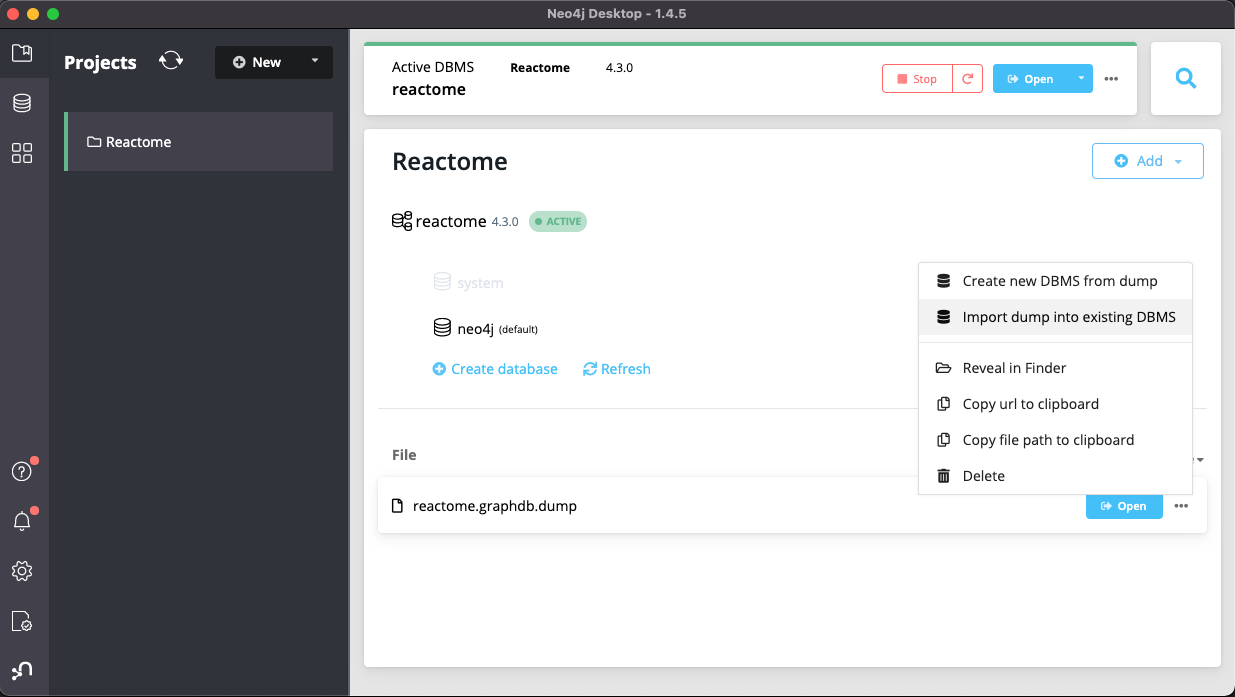 Neo4j Desktop - 1.4.5
Projects
New
Reactome
Active DBMS Reactome 4.3.0
reactome
Stop
Open
Reactome
Add
reactome 4.3.0 ACTIVE
system
neo4j (default)
Create database Refresh
Create new DBMS from dump
Import dump into existing DBMS
Reveal in Finder
Copy url to clipboard
Copy file path to clipboard
Delete
File
reactome.graphdb.dump
Open